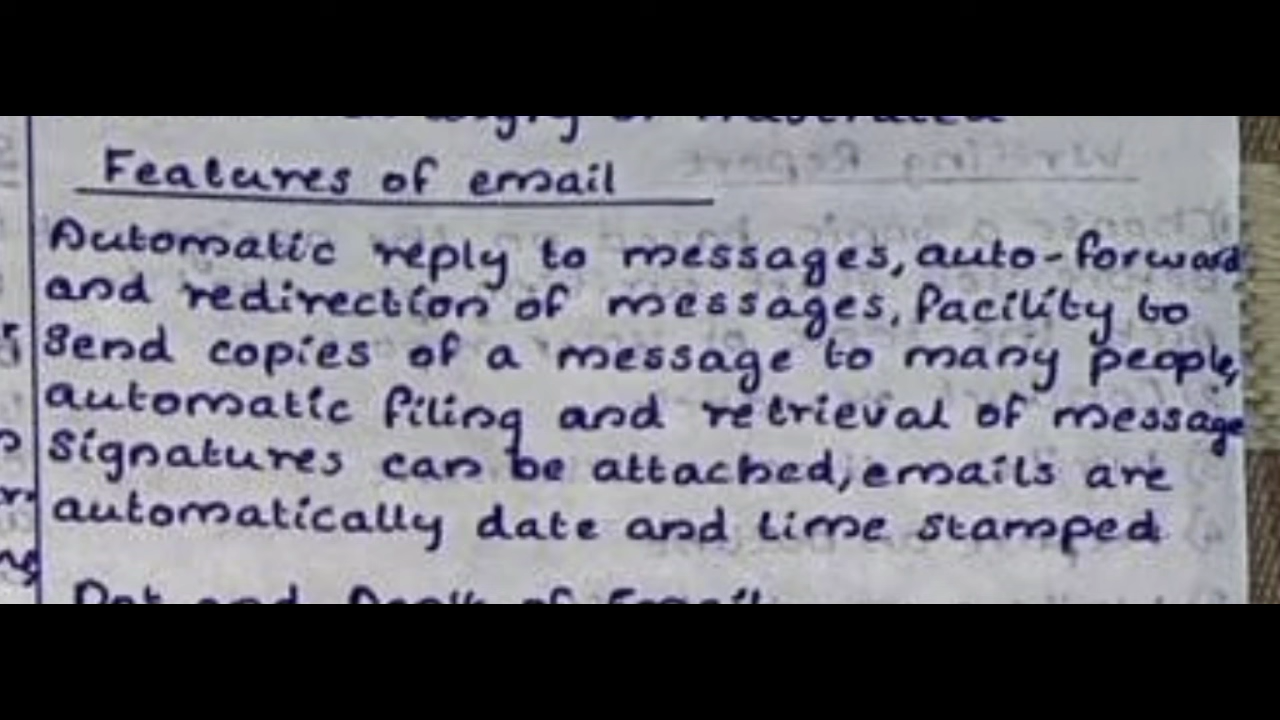 or frustrated
Features of email
Automatic reply to messages, auto-forward
and redirection of messages, facility to
send copies of a message to many people,
automatic filing and retrieval of message
signatures can be attached, emails are
automatically date and time stamped